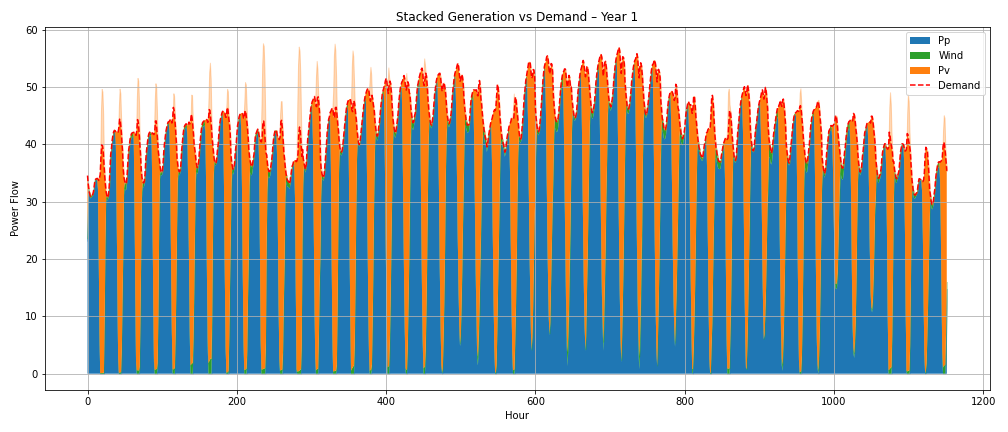 Stacked Generation vs Demand – Year 1
Pp
Wind
Pv
Demand
Power Flow
60
50
40
30
20
10
0
0 200 400 600 800 1000 1200
Hour